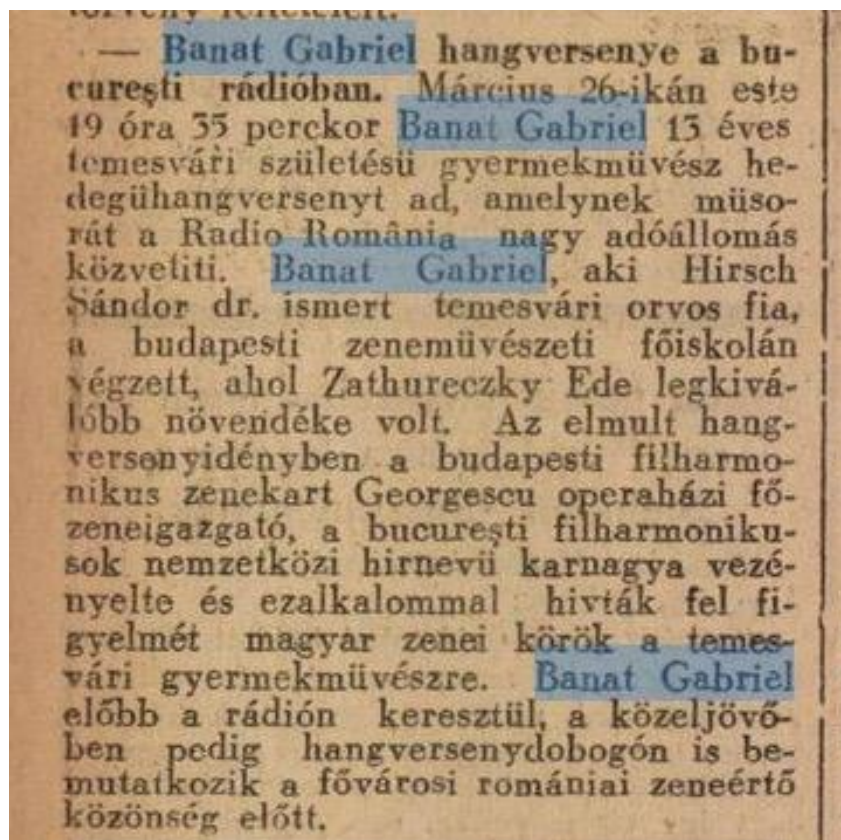 — Banat Gabriel hangversenye a bu-
cureşti rádióban. Március 26-ikán este
19 óra 35 perckor Banat Gabriel 13 éves
temesvári születésü gyermekmüvész he-
degühangversenyt ad, amelynek müso-
rát a Radio România nagy adóállomás
közvetiti. Banat Gabriel, aki Hirsch
Sándor dr. ismert temesvári orvos fia,
a budapesti zenemüvészeti főiskolán
végzett, ahol Zathureczky Ede legkivá-
lóbb növendéke volt. Az elmult hang-
versenyidényben a budapesti filharmo-
nikus zenekart Georgescu operaházi fő-
zeneigazgató, a bucureşti filharmoniku-
sok nemzetközi hirnevü karnagya vezé-
nyelte és ezalkalommal hivták fel fi-
gyelmét magyar zenei körök a temes-
vári gyermekmüvészre. Banat Gabriel
előbb a rádión keresztül, a közeljövő-
ben pedig hangversenydobogón is be-
mutatkozik a fővárosi romániai zeneértő
közönség előtt.